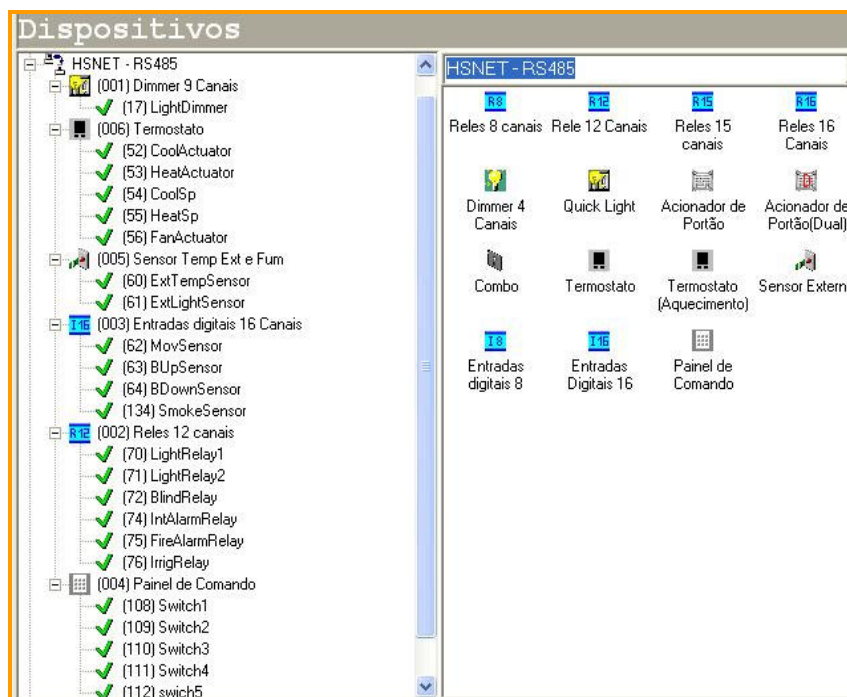 Dispositivos
HSNET - RS485
(001) Dimmer 9 Canais
(17) LightDimmer
(006) Termostato
(52) CoolActuator
(53) HeatActuator
(54) CoolSp
(55) HeatSp
(56) FanActuator
(005) Sensor Temp Ext e Fum
(60) ExtTempSensor
(61) ExtLightSensor
I16 (003) Entradas digitais 16 Canais
(62) MovSensor
(63) BUpSensor
(64) BDownSensor
(134) SmokeSensor
R12 (002) Reles 12 canais
(70) LightRelay1
(71) LightRelay2
(72) BlindRelay
(74) IntAlarmRelay
(75) FireAlarmRelay
(76) IrrigRelay
(004) Painel de Comando
(108) Switch1
(109) Switch2
(110) Switch3
(111) Switch4
(112) swich5
HSNET - RS485
R8 R12 R15 R16
Reles 8 canais Rele 12 Canais Reles 15 Reles 16
canais Canais
Dimmer 4 Quick Light Acionador de Acionador de
Canais Portão Portão(Dual)
Combo Termostato Termostato Sensor Extern
(Aquecimento)
I8 I16
Entradas Entradas Painel de
digitais 8 Digitais 16 Comando